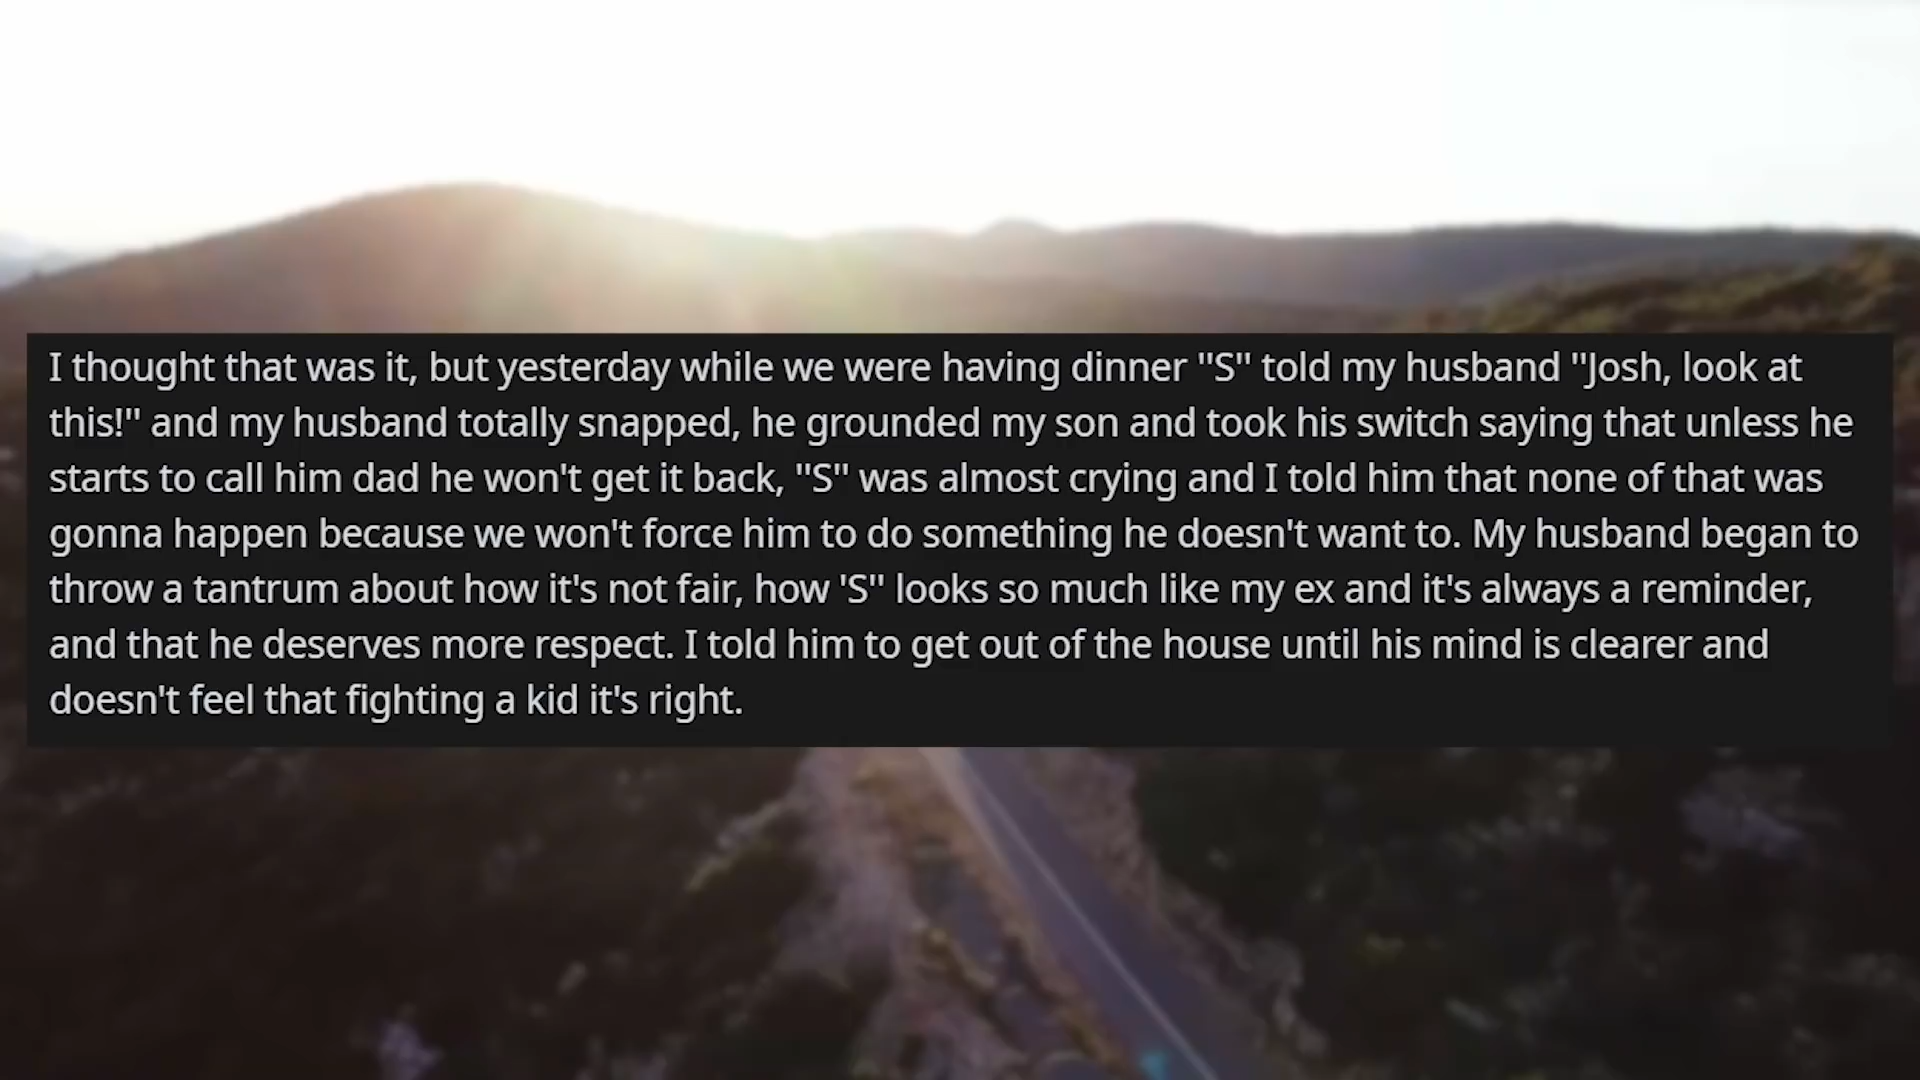 I thought that was it, but yesterday while we were having dinner "S" told my husband "Josh, look at
this!" and my husband totally snapped, he grounded my son and took his switch saying that unless he
starts to call him dad he won't get it back, "S" was almost crying and I told him that none of that was
gonna happen because we won't force him to do something he doesn't want to. My husband began to
throw a tantrum about how it's not fair, how 'S" looks so much like my ex and it's always a reminder,
and that he deserves more respect. I told him to get out of the house until his mind is clearer and
doesn't feel that fighting a kid it's right.